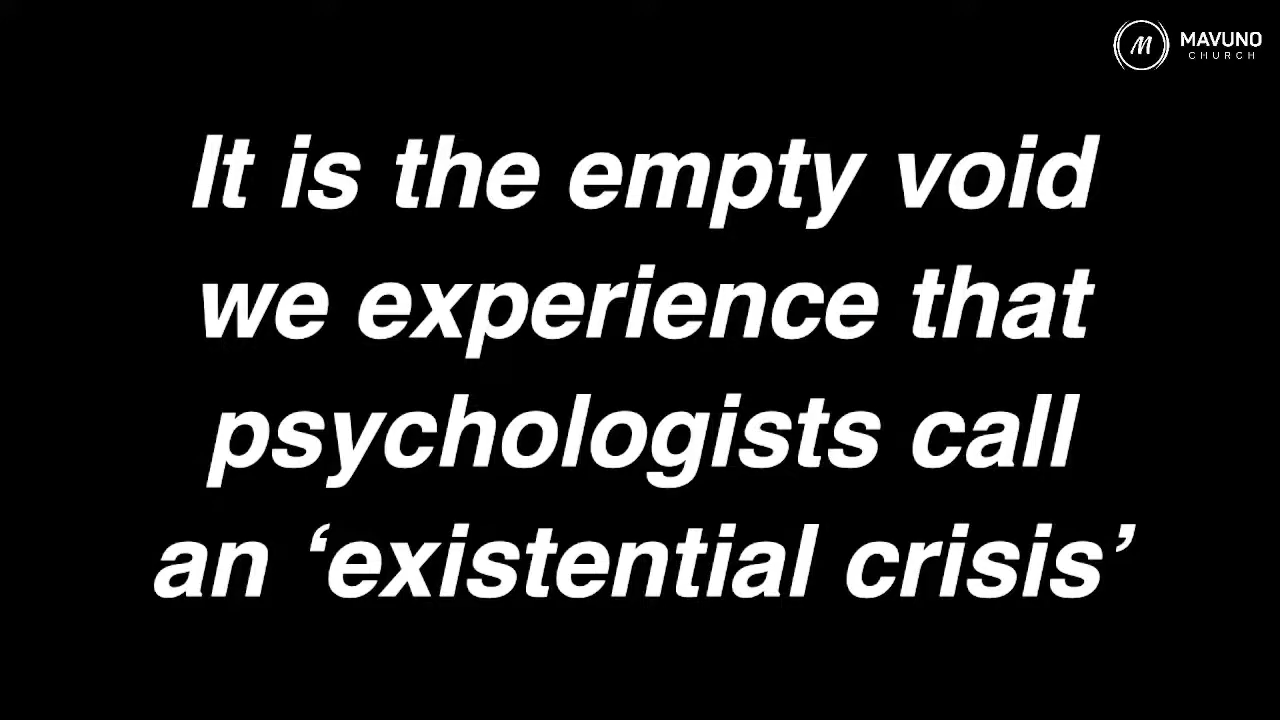 M MAVUNO
CHURCH
It is the empty void
we experience that
psychologists call
an ‘existential crisis’